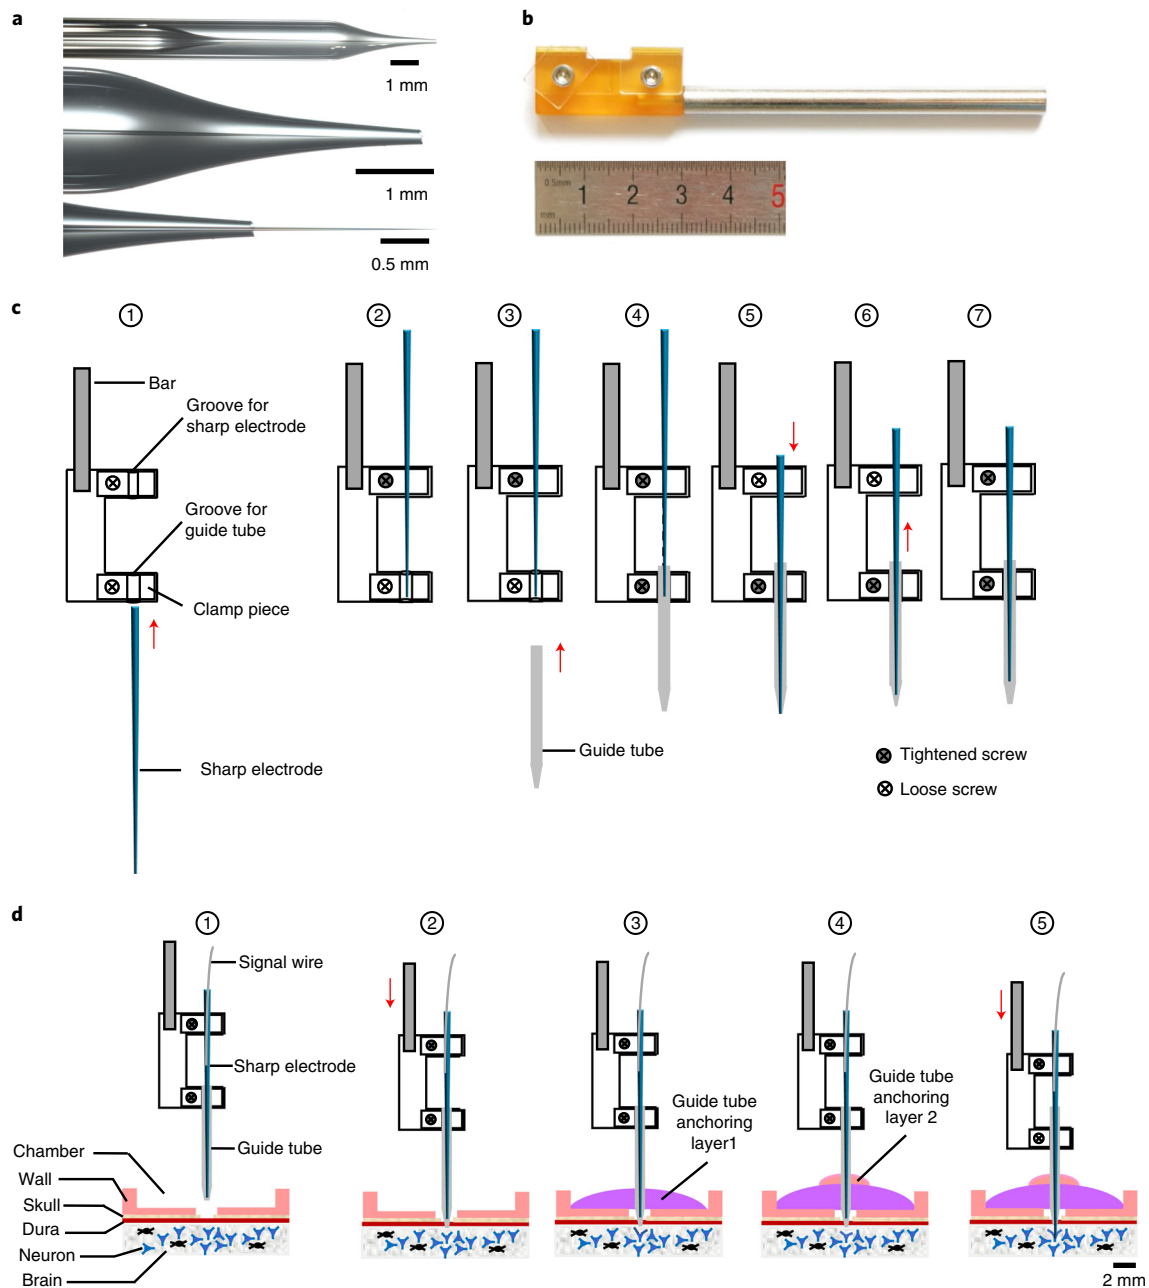 a
1 mm
1 mm
0.5 mm
b
0.5mm
1 2 3 4 5
mm
c
1 2 3 4 5 6 7
Bar
Groove for
sharp electrode
Groove for
guide tube
Clamp piece
Sharp electrode
Guide tube
Tightened screw
Loose screw
d
1 2 3 4 5
Signal wire
Sharp electrode
Guide tube
Chamber
Wall
Skull
Dura
Neuron
Brain
Guide tube
anchoring
layer1
Guide tube
anchoring
layer 2
2 mm